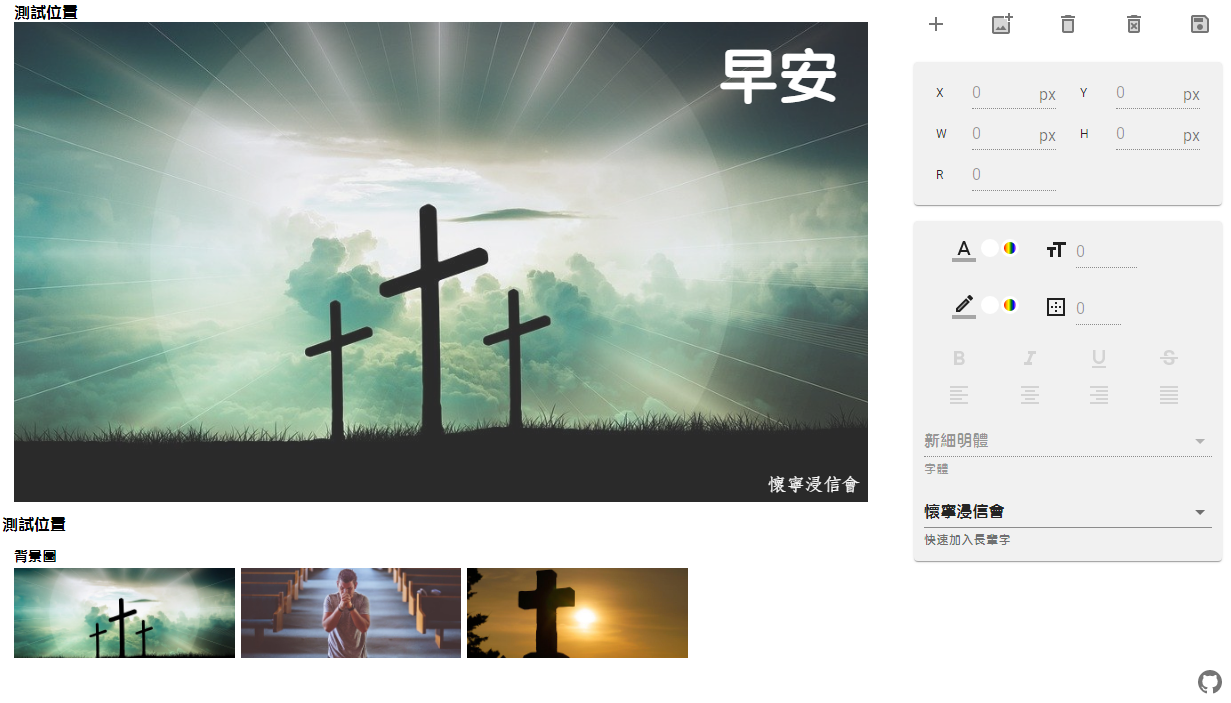 測試位置
早安
懷寧浸信會
測試位置
背景圖
X 0 px Y 0 px
W 0 px H 0 px
R 0
A 0
0
B I U S
新細明體
字體
懷寧浸信會
快速加入長輩字